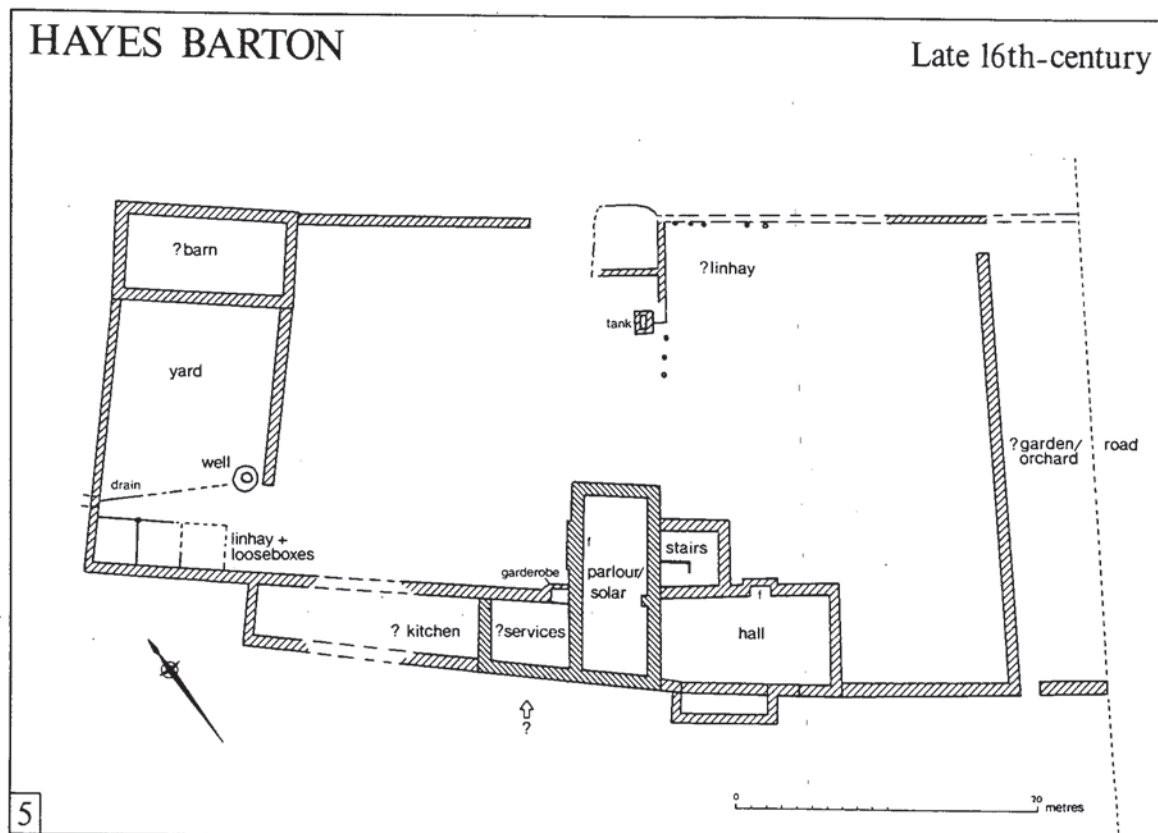 HAYES BARTON
Late 16th-century
?barn
?linhay
tank
yard
?garden/
orchard
road
well
drain
linhay +
looseboxes
f
stairs
garderobe
parlour/
solar
f
? kitchen
?services
hall
?
0
20
metres
5